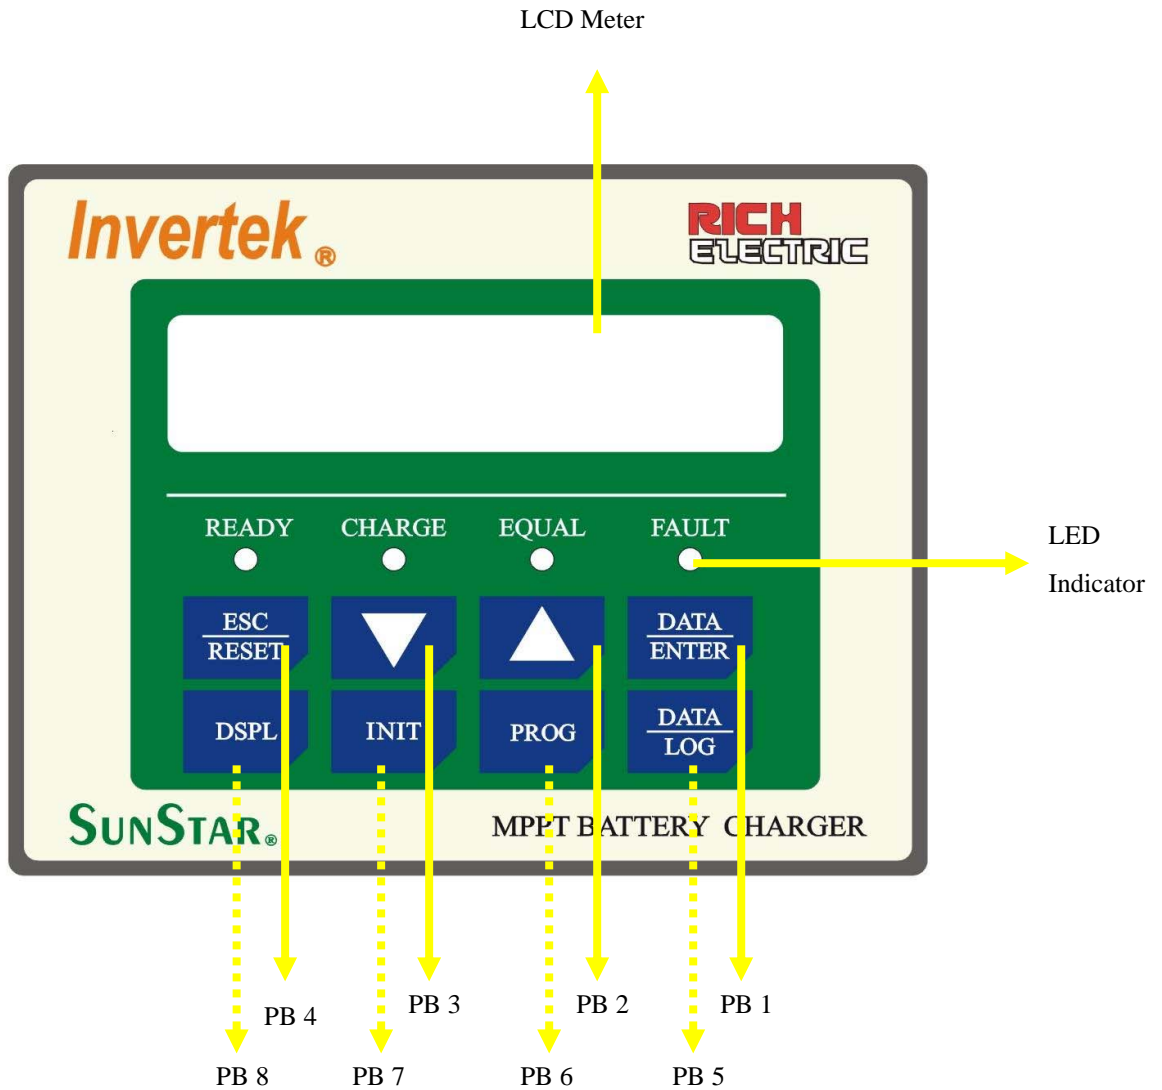 LCD Meter
Invertek ®
RICH
ELECTRIC
READY CHARGE EQUAL FAULT
LED
Indicator
ESC
RESET
DATA
ENTER
DSPL
INIT
PROG
DATA
LOG
SUNSTAR®
MPPT BATTERY CHARGER
PB 4
PB 3
PB 2
PB 1
PB 8
PB 7
PB 6
PB 5